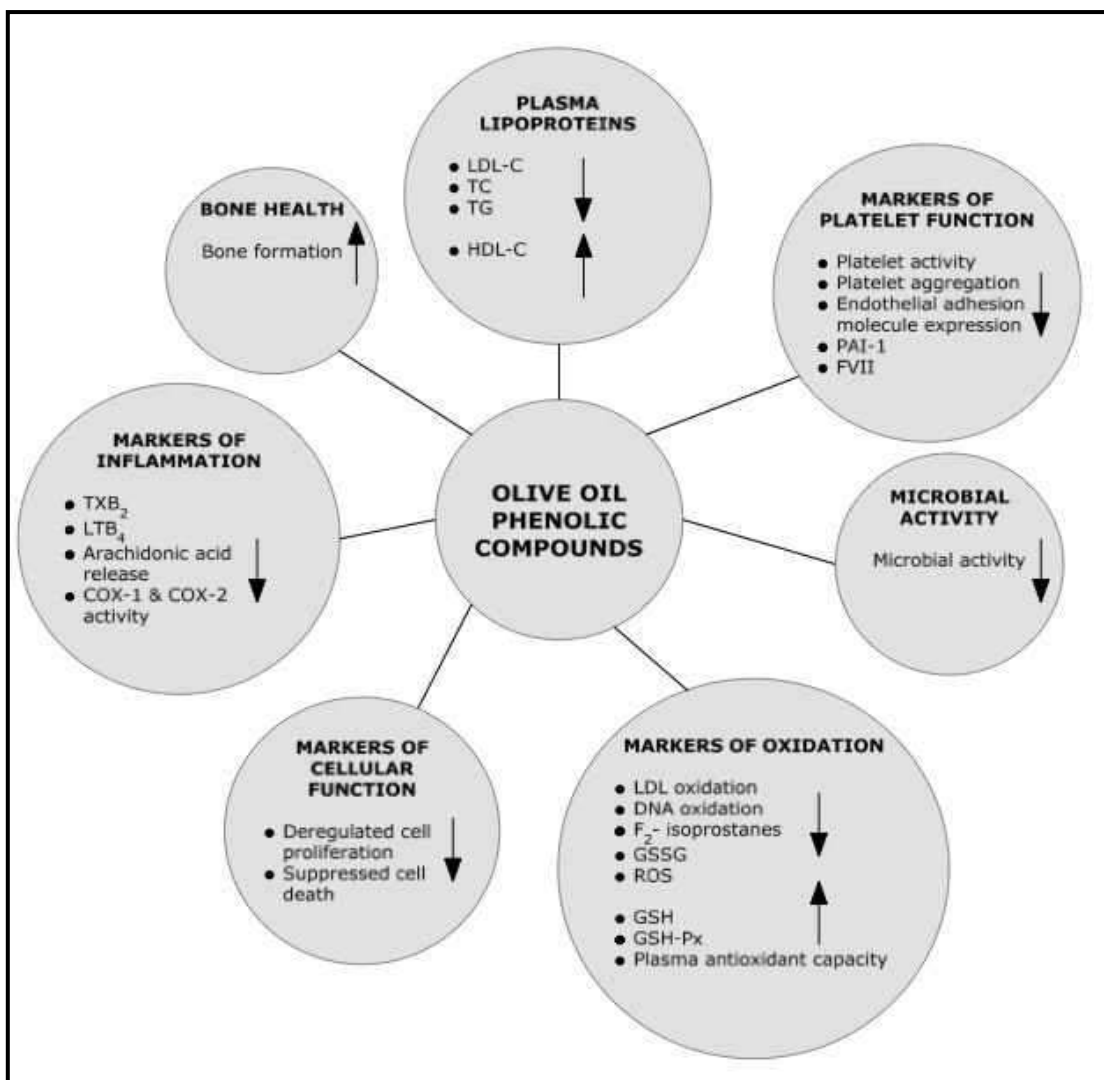 PLASMA
LIPOPROTEINS
● LDL-C
● TC
● TG
● HDL-C
BONE HEALTH
Bone formation
MARKERS OF
PLATELET FUNCTION
● Platelet activity
● Platelet aggregation
● Endothelial adhesion
molecule expression
● PAI-1
● FVII
MARKERS OF
INFLAMMATION
● TXB2
● LTB4
● Arachidonic acid
release
● COX-1 & COX-2
activity
OLIVE OIL
PHENOLIC
COMPOUNDS
MICROBIAL
ACTIVITY
Microbial activity
MARKERS OF
CELLULAR
FUNCTION
● Deregulated cell
proliferation
● Suppressed cell
death
MARKERS OF OXIDATION
● LDL oxidation
● DNA oxidation
● F2- isoprostanes
● GSSG
● ROS
● GSH
● GSH-Px
● Plasma antioxidant capacity